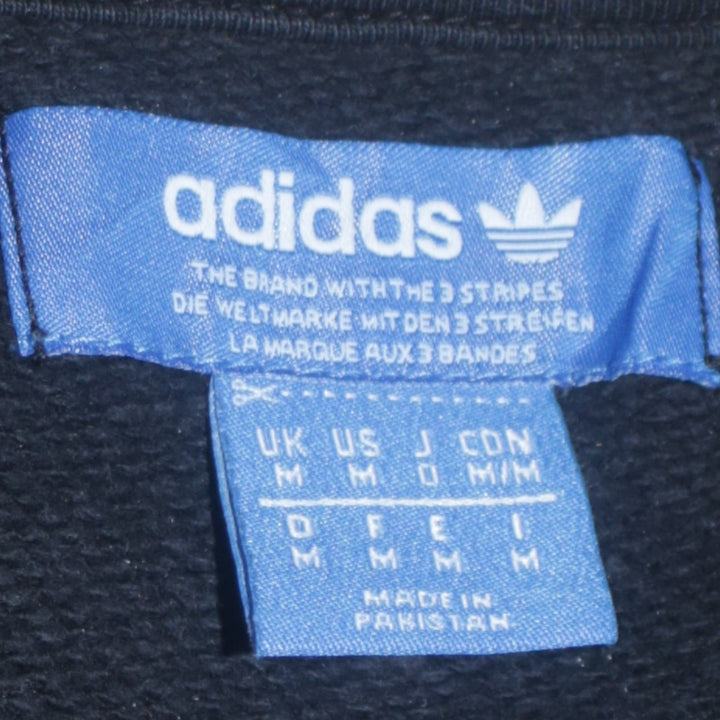 adidas
THE BRAND WITH THE 3 STRIPES
DIE WELTMARKE MIT DEN 3 STREIFEN
LA MARQUE AUX 3 BANDES
UK US J CDN
M M O M/M
D F E I
M M M M
MADE IN
PAKISTAN